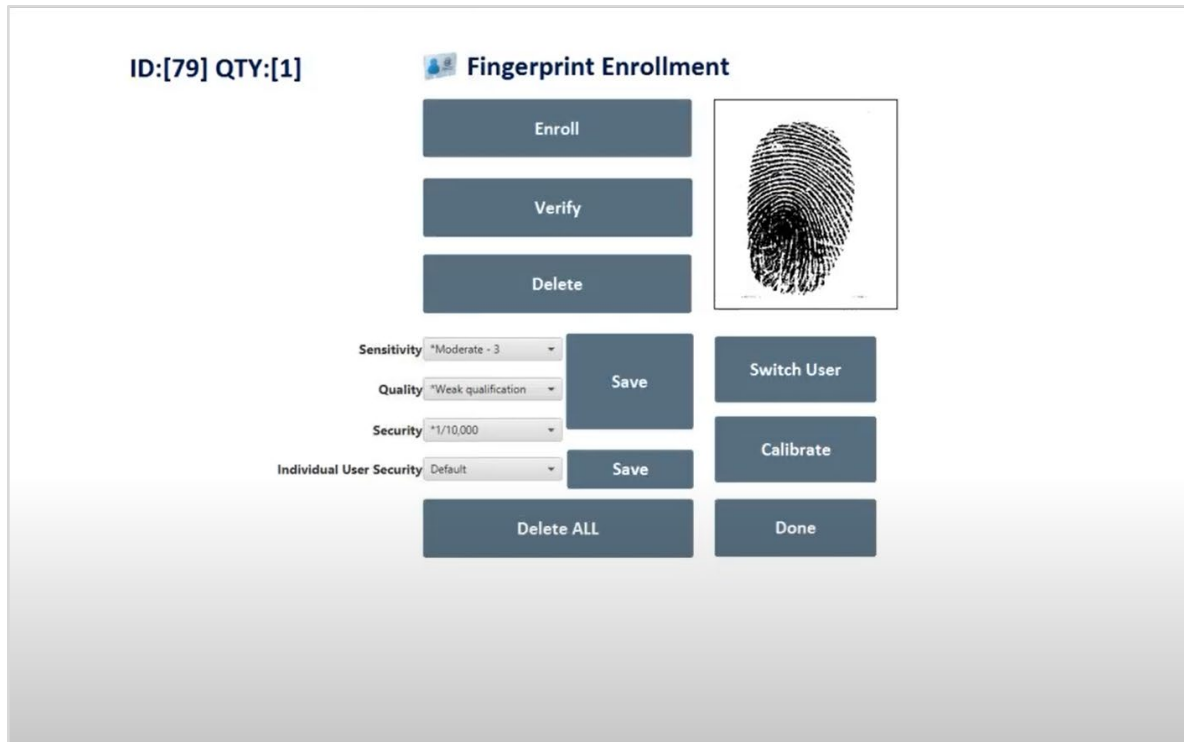 ID:[79] QTY:[1]
Fingerprint Enrollment
Enroll
Verify
Delete
Sensitivity *Moderate - 3
Quality *Weak qualification
Save
Security *1/10,000
Individual User Security Default
Save
Switch User
Calibrate
Delete ALL
Done